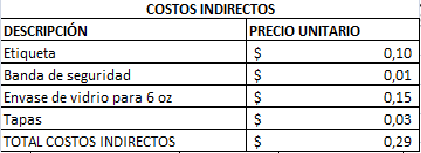 COSTOS INDIRECTOS
DESCRIPCIÓN PRECIO UNITARIO
Etiqueta $ 0,10
Banda de seguridad $ 0,01
Envase de vidrio para 6 oz $ 0,15
Tapas $ 0,03
TOTAL COSTOS INDIRECTOS $ 0,29